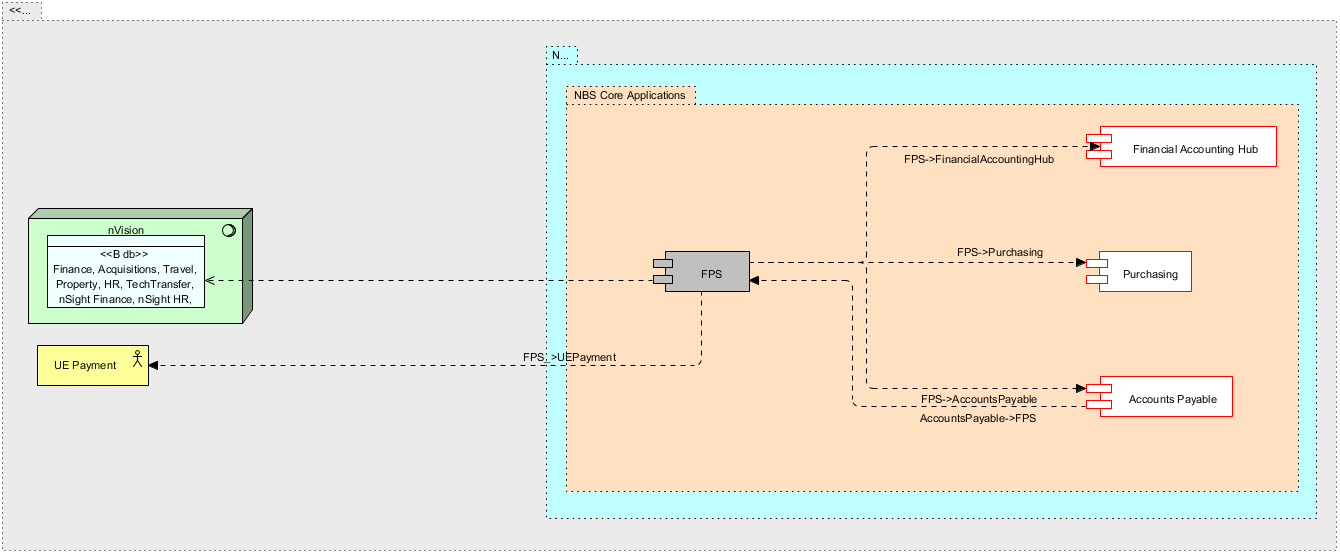 <<...
N...
NBS Core Applications
Financial Accounting Hub
FPS->FinancialAccountingHub
nVision
<<B db>>
Finance, Acquisitions, Travel,
Property, HR, TechTransfer,
nSight Finance, nSight HR,
FPS->Purchasing
FPS
Purchasing
FPS_>UEPayment
UE Payment
FPS->AccountsPayable
Accounts Payable
AccountsPayable->FPS